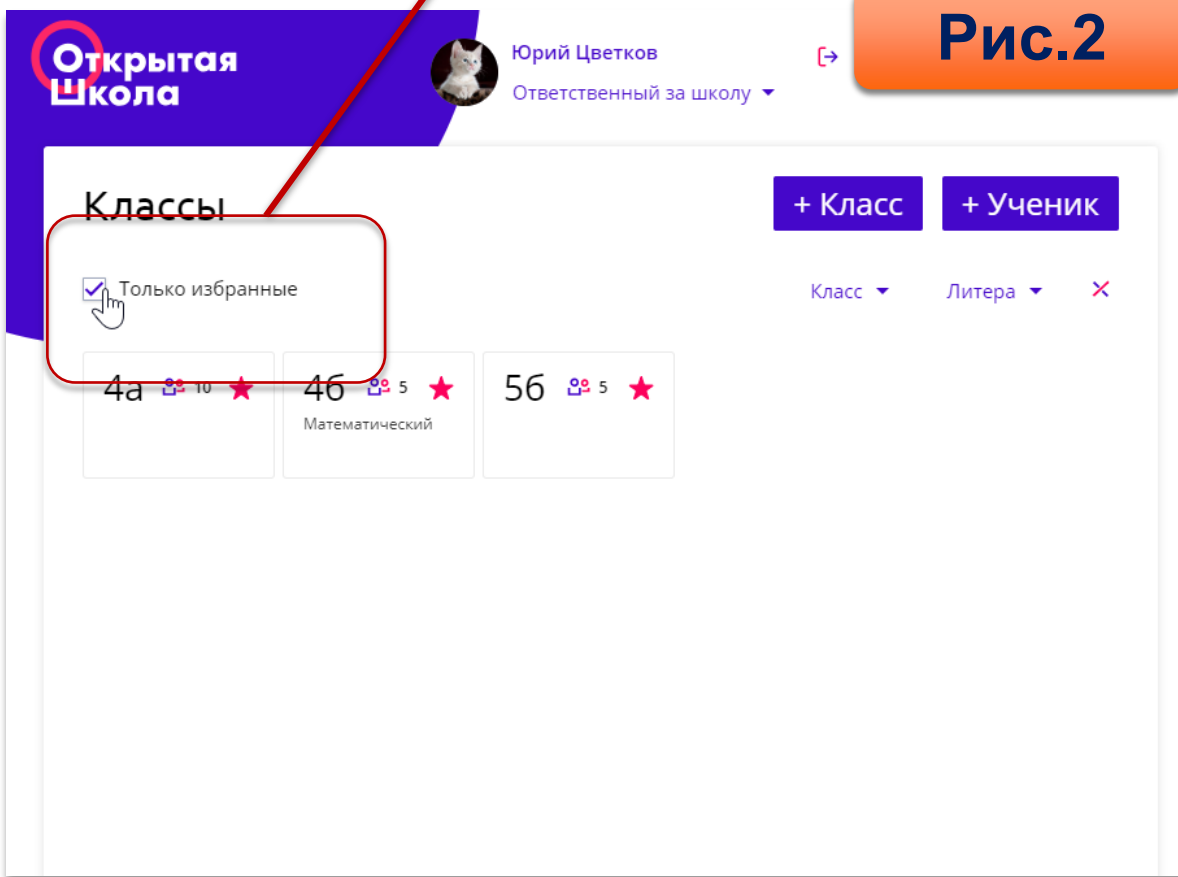 Рис.2
Открытая
Школа
Юрий Цветков
Ответственный за школу
Классы
+ Класс
+ Ученик
Только избранные
Класс
Литера
4а 10
4б 5
Математический
5б 5